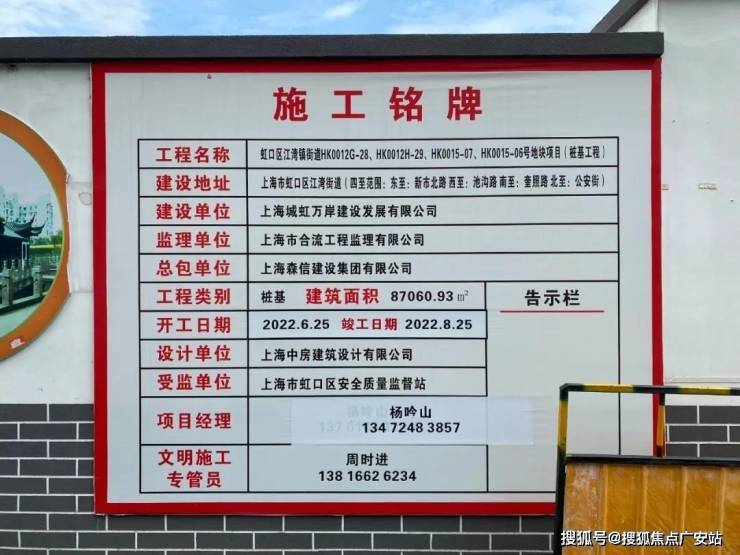 施工铭牌
工程名称 虹口区江湾镇街道HK0012G-28、HK0012H-29、HK0015-07、HK0015-06号地块项目（桩基工程）
建设地址 上海市虹口区江湾街道（四至范围：东至：新市北路 西至：池沟路 南至：奎照路 北至：公安街）
建设单位 上海城虹万岸建设发展有限公司
监理单位 上海市合流工程监理有限公司
总包单位 上海森信建设集团有限公司
工程类别 桩基 建筑面积 87060.93㎡
告示栏
开工日期 2022.6.25 竣工日期 2022.8.25
设计单位 上海中房建筑设计有限公司
受监单位 上海市虹口区安全质量监督站
项目经理 杨吟山
134 7248 3857
文明施工
专管员
周时进
138 1662 6234
搜狐号@搜狐焦点广安站